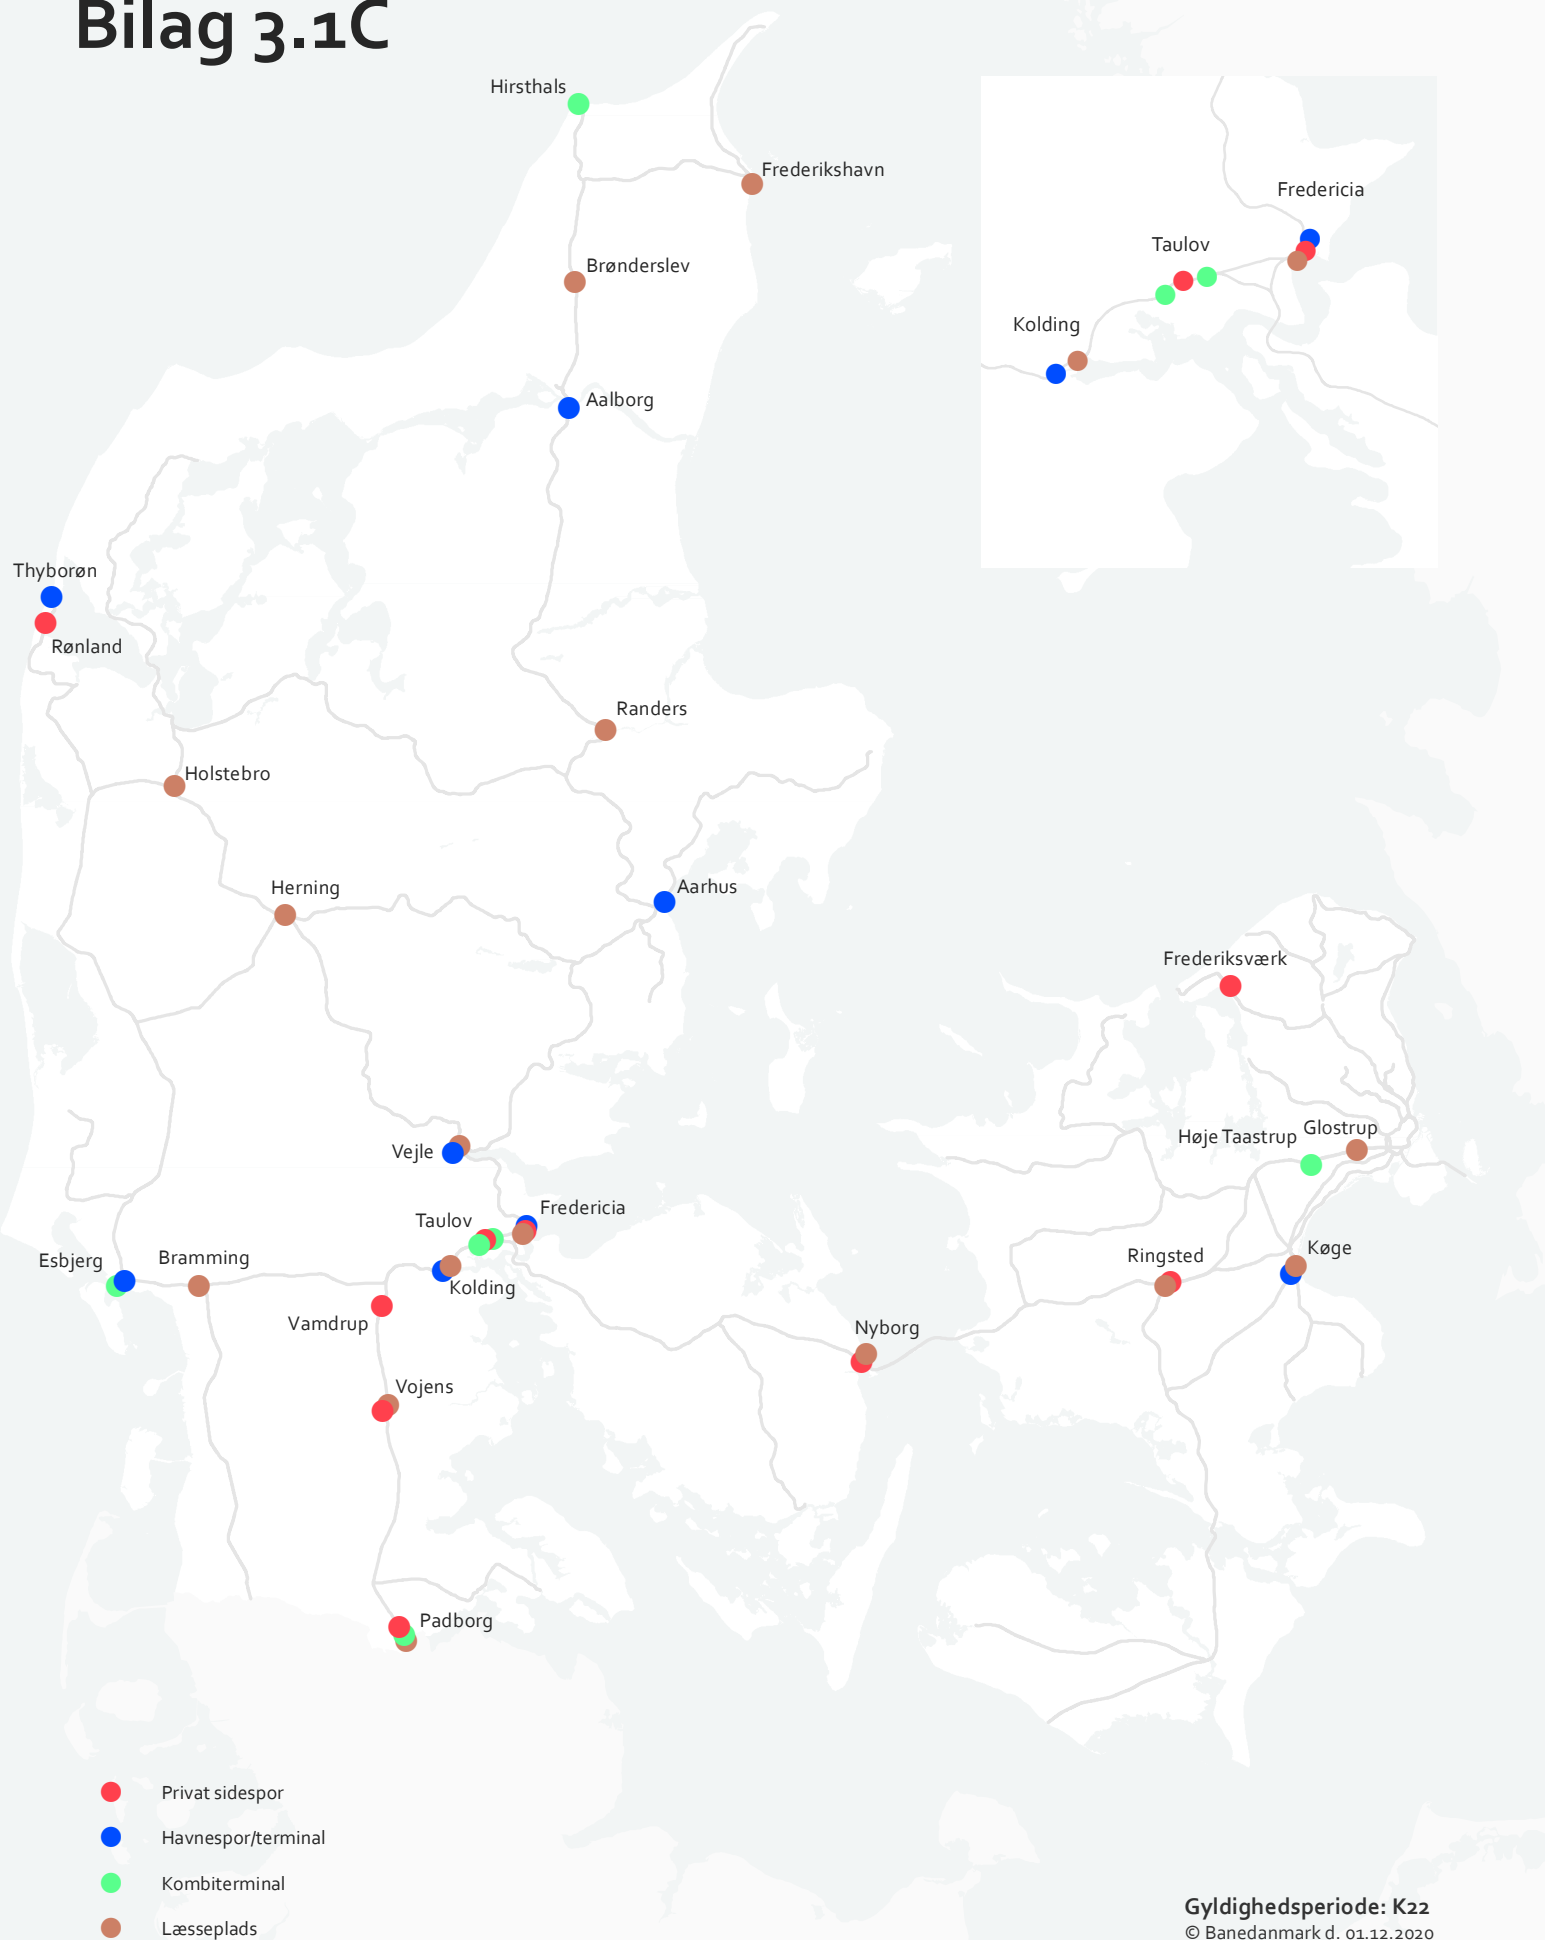 Bilag 3.1C
Hirsthals
Frederikshavn
Brønderslev
Aalborg
Fredericia
Taulov
Kolding
Thyborøn
Rønland
Randers
Holstebro
Herning
Aarhus
Frederiksværk
Glostrup
Høje Taastrup
Vejle
Fredericia
Taulov
Esbjerg
Bramming
Kolding
Vamdrup
Køge
Ringsted
Nyborg
Vojens
Padborg
Privat sidespor
Havnespor/terminal
Kombiterminal
Læsseplads
Gyldighedsperiode: K22
© Banedanmark d. 01.12.2020